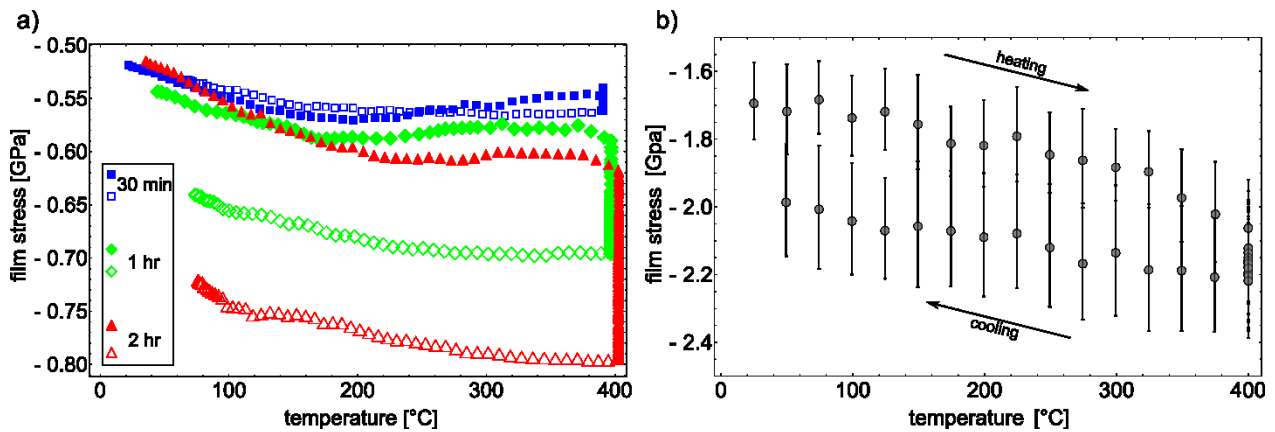 a)
- 0.50
- 0.55
- 0.60
- 0.65
- 0.70
- 0.75
- 0.80
film stress [GPa]
30 min
1 hr
2 hr
0 100 200 300 400
temperature [°C]
b)
- 1.6
- 1.8
- 2.0
- 2.2
- 2.4
film stress [Gpa]
heating
cooling
0 100 200 300 400
temperature [°C]